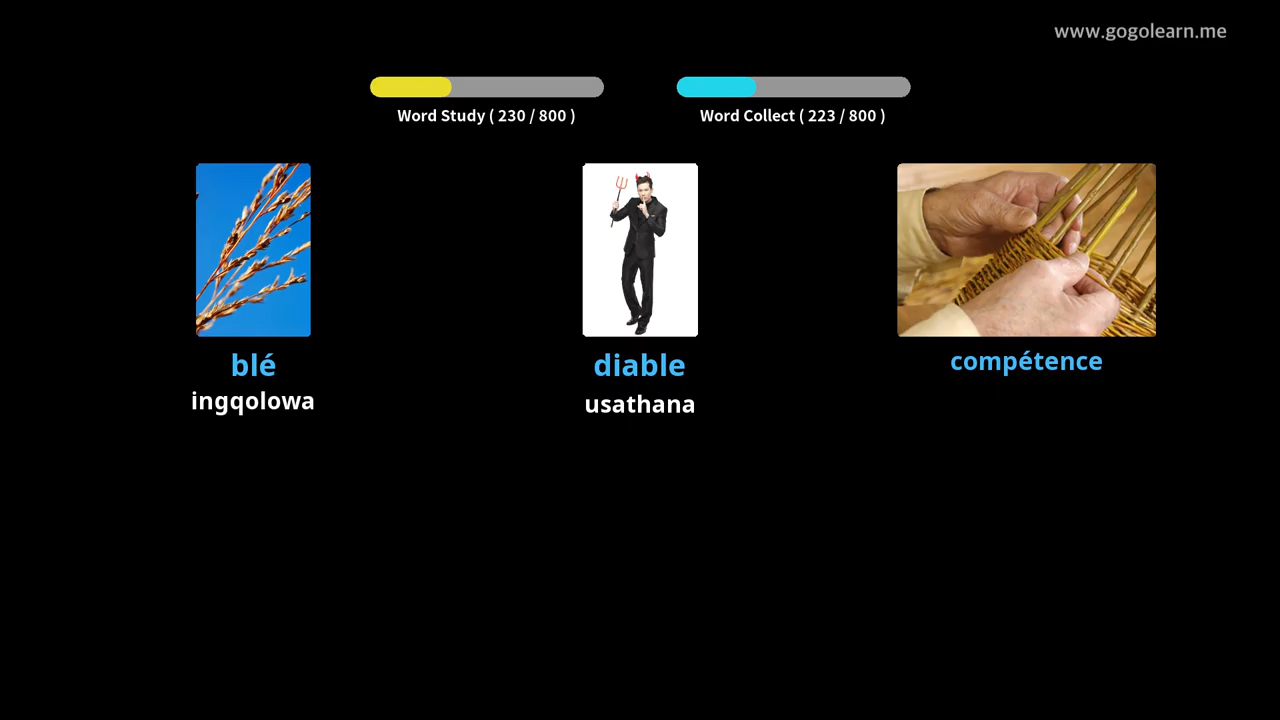 www.gogolearn.me
Word Study ( 230 / 800 )
Word Collect ( 223 / 800 )
blé
ingqolowa
diable
usathana
compétence